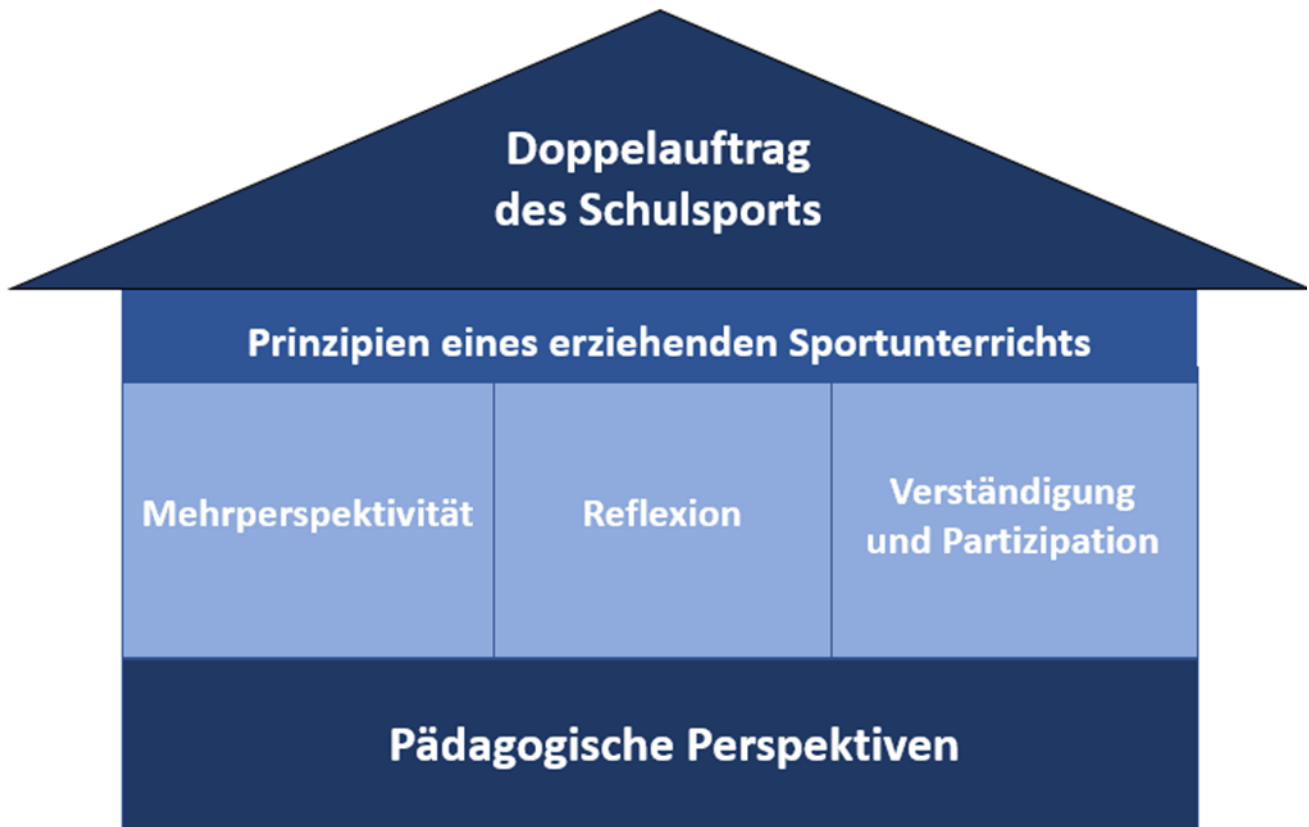 Doppelauftrag
des Schulsports
Prinzipien eines erziehenden Sportunterrichts
Mehrperspektivität
Reflexion
Verständigung
und Partizipation
Pädagogische Perspektiven